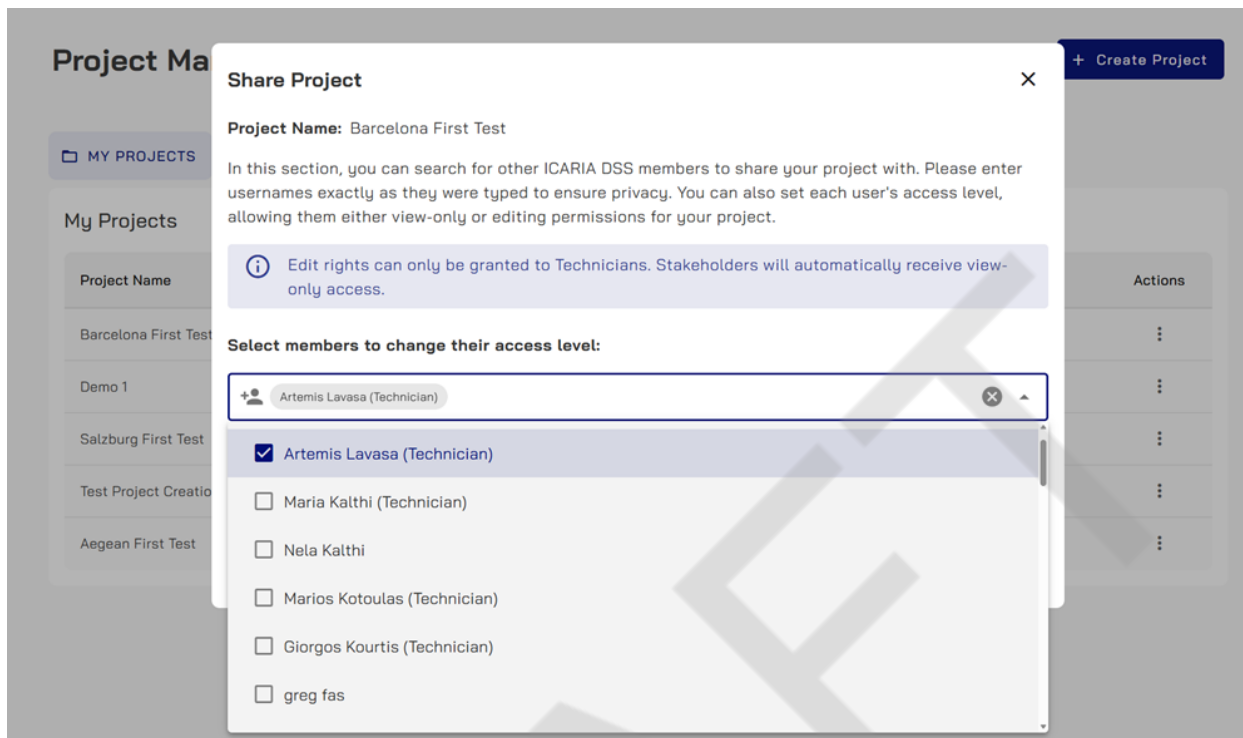 Project Ma
+ Create Project
Share Project
Project Name: Barcelona First Test
MY PROJECTS
In this section, you can search for other ICARIA DSS members to share your project with. Please enter
usernames exactly as they were typed to ensure privacy. You can also set each user's access level,
allowing them either view-only or editing permissions for your project.
My Projects
Edit rights can only be granted to Technicians. Stakeholders will automatically receive view-
only access.
Project Name
Actions
Barcelona First Test
Select members to change their access level:
Demo 1
Artemis Lavasa (Technician)
Salzburg First Test
Artemis Lavasa (Technician)
Test Project Creatio
Maria Kalthi (Technician)
Aegean First Test
Nela Kalthi
Marios Kotoulas (Technician)
Giorgos Kourtis (Technician)
greg fas